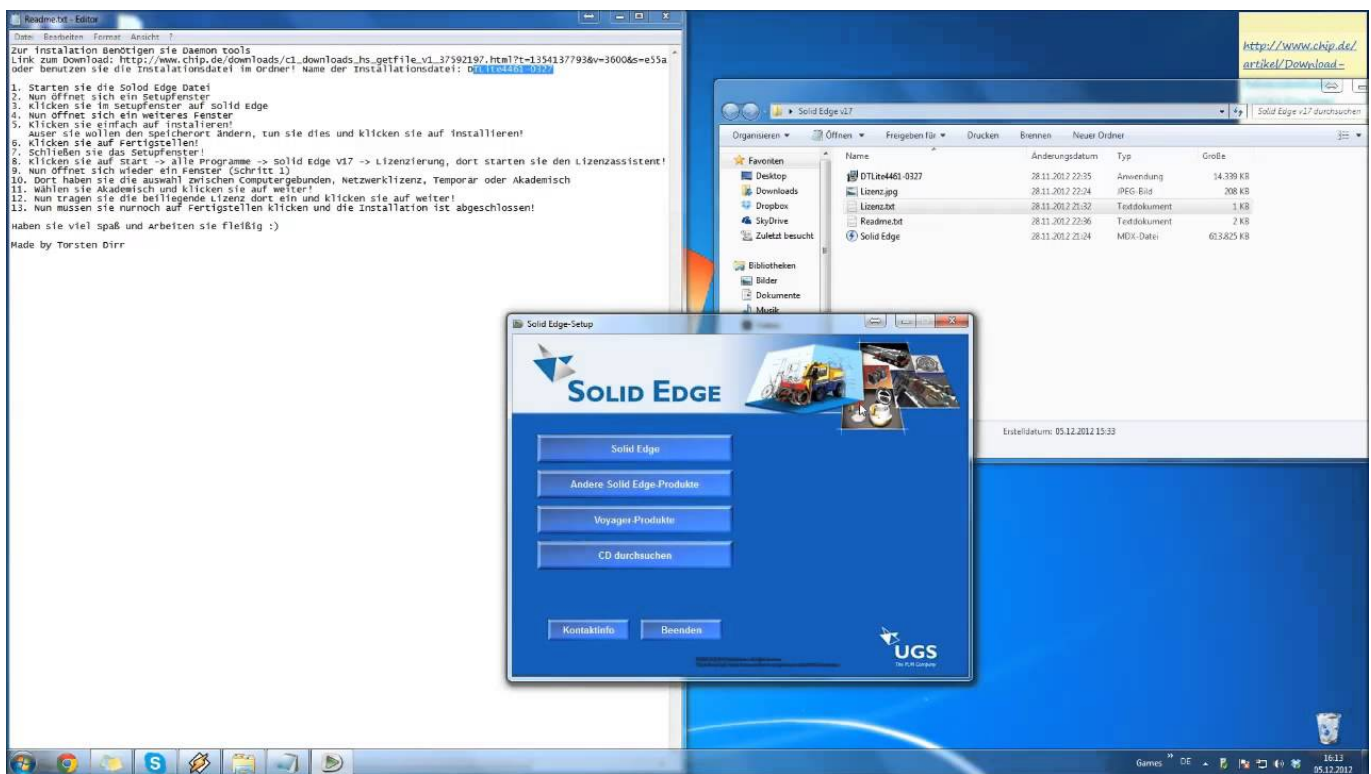 Readme.txt - Editor
Datei Bearbeiten Format Ansicht ?
Zur instalation Benötigen sie Daemon tools
Link zum Download: http://www.chip.de/downloads/c1_downloads_hs_getfile_v1_37592197.html?t=1354137793&v=3600&s=e55a
oder benutzen sie die Instalationsdatei im Ordner! Name der Installationsdatei: DTLite4461-0327
1. Starten sie die Solod Edge Datei
2. Nun öffnet sich ein Setupfenster
3. Klicken sie im Setupfenster auf Solid Edge
4. Nun öffnet sich ein weiteres Fenster
5. Klicken sie einfach auf instalieren!
Auser sie wollen den speicherort ändern, tun sie dies und klicken sie auf installieren!
6. Klicken sie auf Fertigstellen!
7. Schließen sie das Setupfenster!
8. Klicken sie auf Start -> alle Programme -> Solid Edge V17 -> Lizenzierung, dort starten sie den Lizenzassistent!
9. Nun öffnet sich wieder ein Fenster (Schritt 1)
10. Dort haben sie die auswahl zwischen Computergebunden, Netzwerklizenz, Temporär oder Akademisch
11. Wählen sie Akademisch und klicken sie auf weiter!
12. Nun tragen sie die beiliegende Lizenz dort ein und klicken sie auf weiter!
13. Nun müssen sie nurnoch auf Fertigstellen klicken und die Installation ist abgeschlossen!
Haben sie viel Spaß und Arbeiten sie fleißig :)
Made by Torsten Dirr
http://www.chip.de/
artikel/Download-
Solid Edge v17
Solid Edge v17 durchsuchen
Organisieren Öffnen Freigeben für Drucken Brennen Neuer Ordner
Name Änderungsdatum Typ Größe
Favoriten
Desktop
Downloads
Dropbox
SkyDrive
Zuletzt besucht
Bibliotheken
Bilder
Dokumente
Musik
DTLite4461-0327 28.11.2012 22:35 Anwendung 14.339 KB
Lizenz.jpg 28.11.2012 22:24 JPEG-Bild 208 KB
Lizenz.txt 28.11.2012 21:32 Textdokument 1 KB
Readme.txt 28.11.2012 22:36 Textdokument 2 KB
Solid Edge 28.11.2012 21:24 MDX-Datei 613.825 KB
Erstelldatum: 05.12.2012 15:33
Solid Edge-Setup
SOLID EDGE
Solid Edge
Andere Solid Edge-Produkte
Voyager-Produkte
CD durchsuchen
Kontaktinfo Beenden
UGS
The PLM Company
Games DE 16:13
05.12.2012